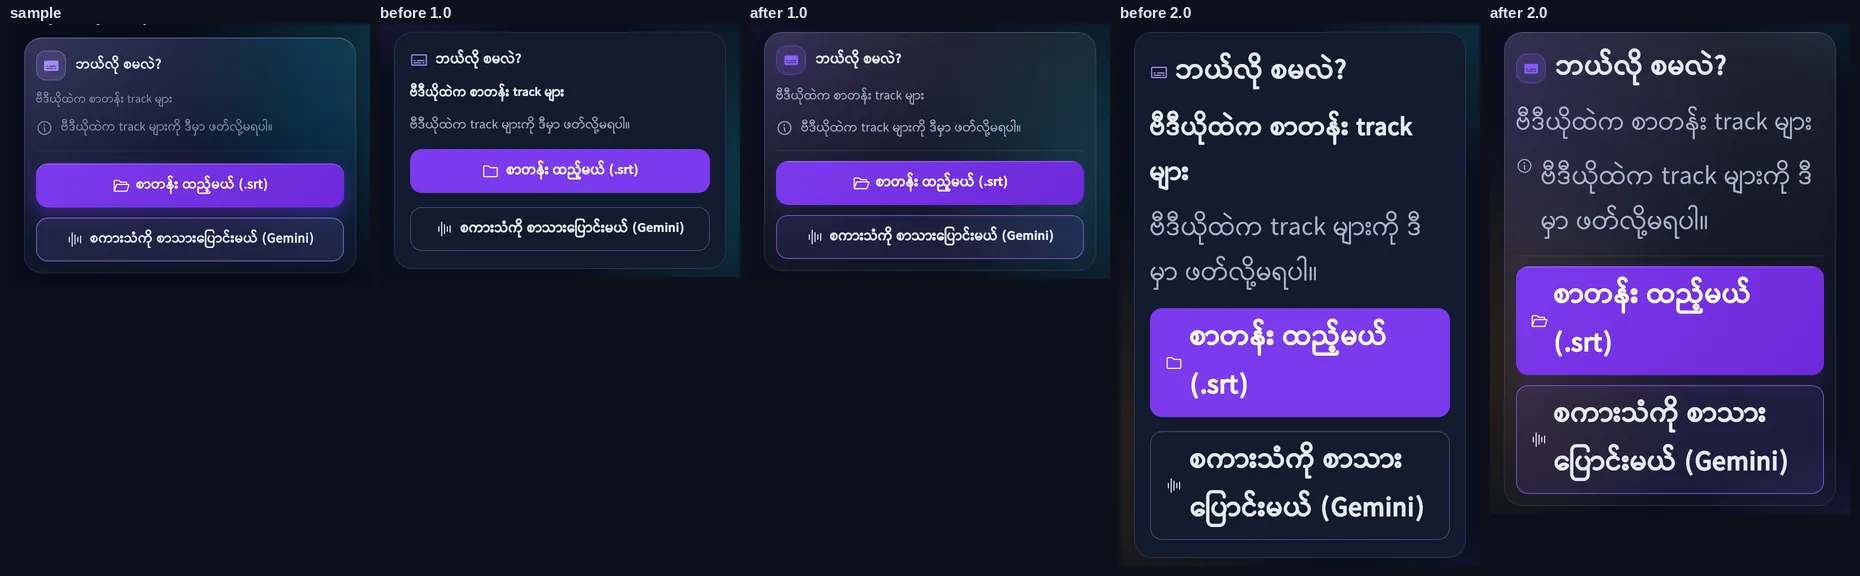 sample
ဘယ်လို စမလဲ?
ဗီဒီယိုထဲက စာတန်း track များ
ဗီဒီယိုထဲက track များကို ဒီမှာ ဖတ်လို့မရပါ။
စာတန်း ထည့်မယ် (.srt)
စကားသံကို စာသားပြောင်းမယ် (Gemini)
before 1.0
ဘယ်လို စမလဲ?
ဗီဒီယိုထဲက စာတန်း track များ
ဗီဒီယိုထဲက track များကို ဒီမှာ ဖတ်လို့မရပါ။
စာတန်း ထည့်မယ် (.srt)
စကားသံကို စာသားပြောင်းမယ် (Gemini)
after 1.0
ဘယ်လို စမလဲ?
ဗီဒီယိုထဲက စာတန်း track များ
ဗီဒီယိုထဲက track များကို ဒီမှာ ဖတ်လို့မရပါ။
စာတန်း ထည့်မယ် (.srt)
စကားသံကို စာသားပြောင်းမယ် (Gemini)
before 2.0
ဘယ်လို စမလဲ?
ဗီဒီယိုထဲက စာတန်း track
များ
ဗီဒီယိုထဲက track များကို ဒီ
မှာ ဖတ်လို့မရပါ။
စာတန်း ထည့်မယ်
(.srt)
စကားသံကို စာသား
ပြောင်းမယ် (Gemini)
after 2.0
ဘယ်လို စမလဲ?
ဗီဒီယိုထဲက စာတန်း track များ
ဗီဒီယိုထဲက track များကို ဒီ
မှာ ဖတ်လို့မရပါ။
စာတန်း ထည့်မယ်
(.srt)
စကားသံကို စာသား
ပြောင်းမယ် (Gemini)